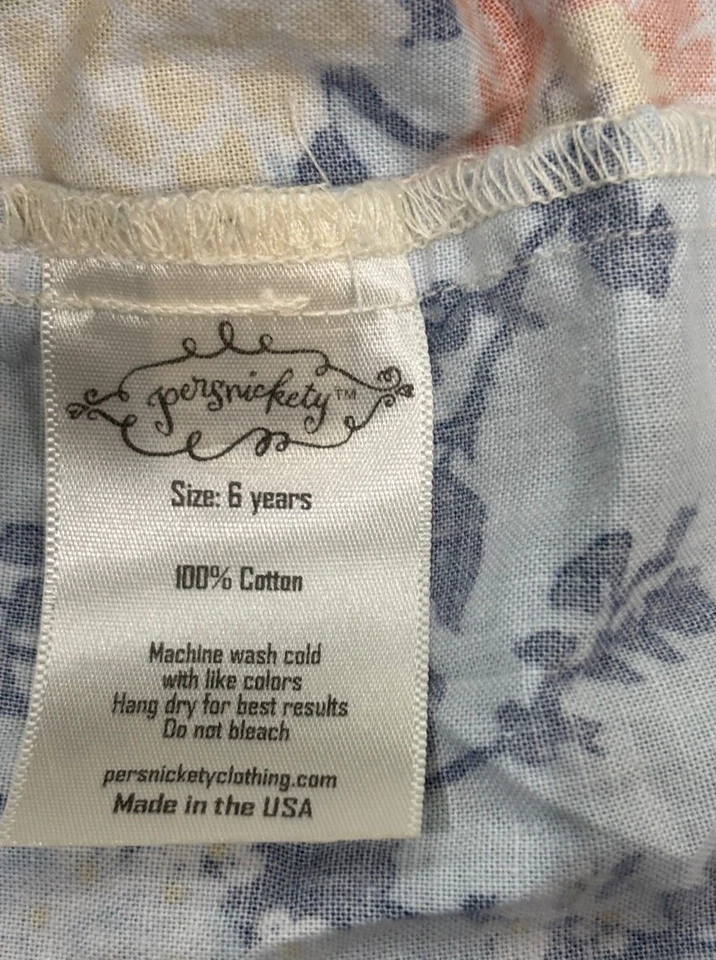 persnickety™
Size: 6 years
100% Cotton
Machine wash cold
with like colors
Hang dry for best results
Do not bleach
persnicketyclothing.com
Made in the USA